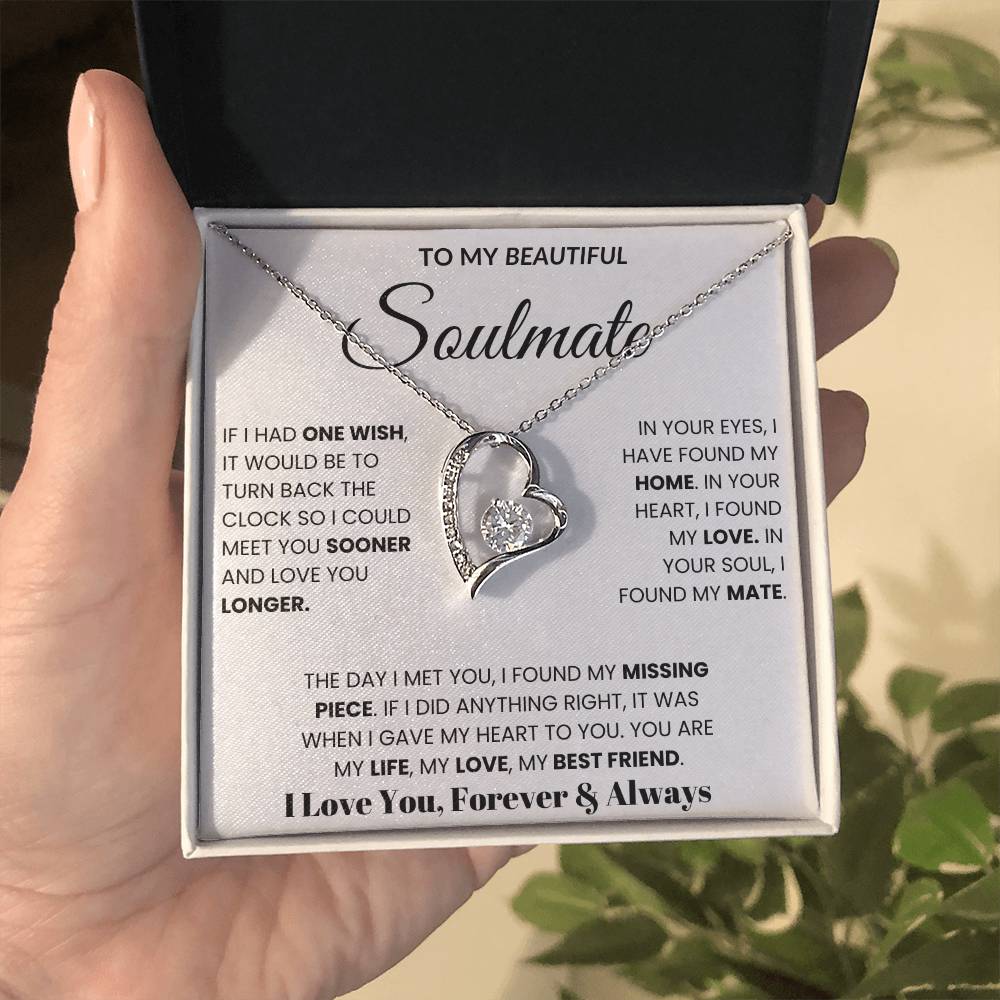 TO MY BEAUTIFUL
Soulmate
IF I HAD ONE WISH,
IT WOULD BE TO
TURN BACK THE
CLOCK SO I COULD
MEET YOU SOONER
AND LOVE YOU
LONGER.
IN YOUR EYES, I
HAVE FOUND MY
HOME. IN YOUR
HEART, I FOUND
MY LOVE. IN
YOUR SOUL, I
FOUND MY MATE.
THE DAY I MET YOU, I FOUND MY MISSING
PIECE. IF I DID ANYTHING RIGHT, IT WAS
WHEN I GAVE MY HEART TO YOU. YOU ARE
MY LIFE, MY LOVE, MY BEST FRIEND.
I Love You, Forever & Always